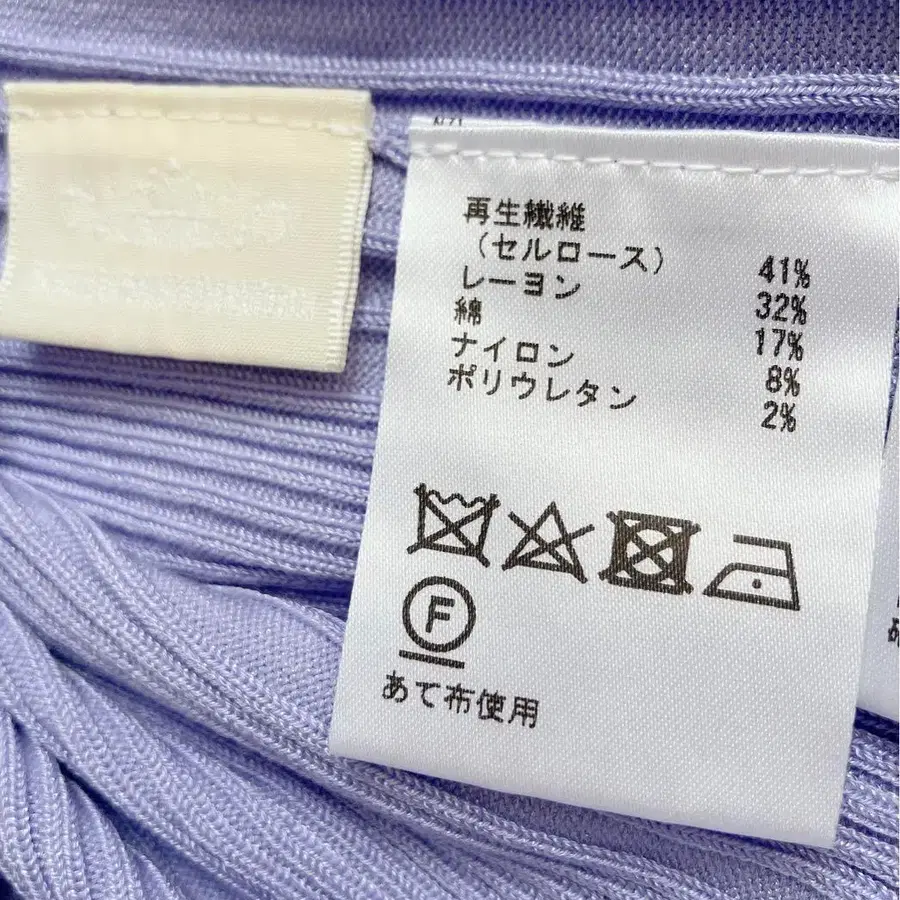 再生繊維
（セルロース） 41%
レーヨン 32%
綿 17%
ナイロン 8%
ポリウレタン 2%
F
あて布使用